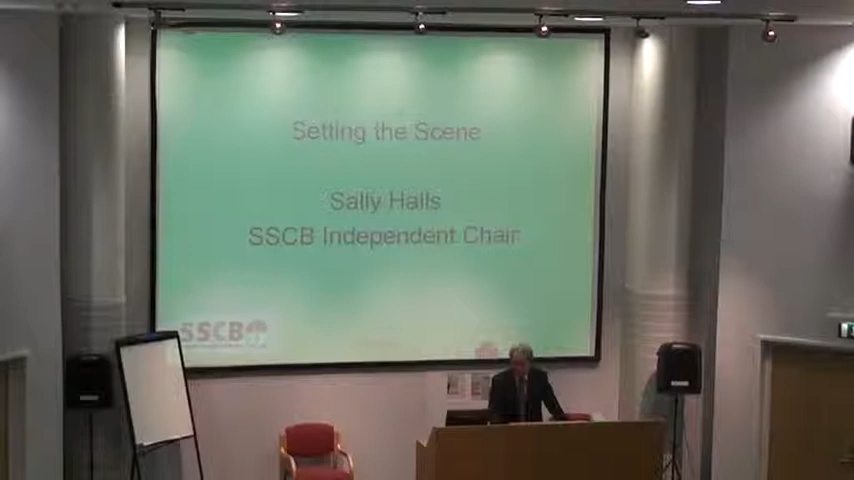 Setting the Scene
Sally Halls
SSCB Independent Chair
SSCB